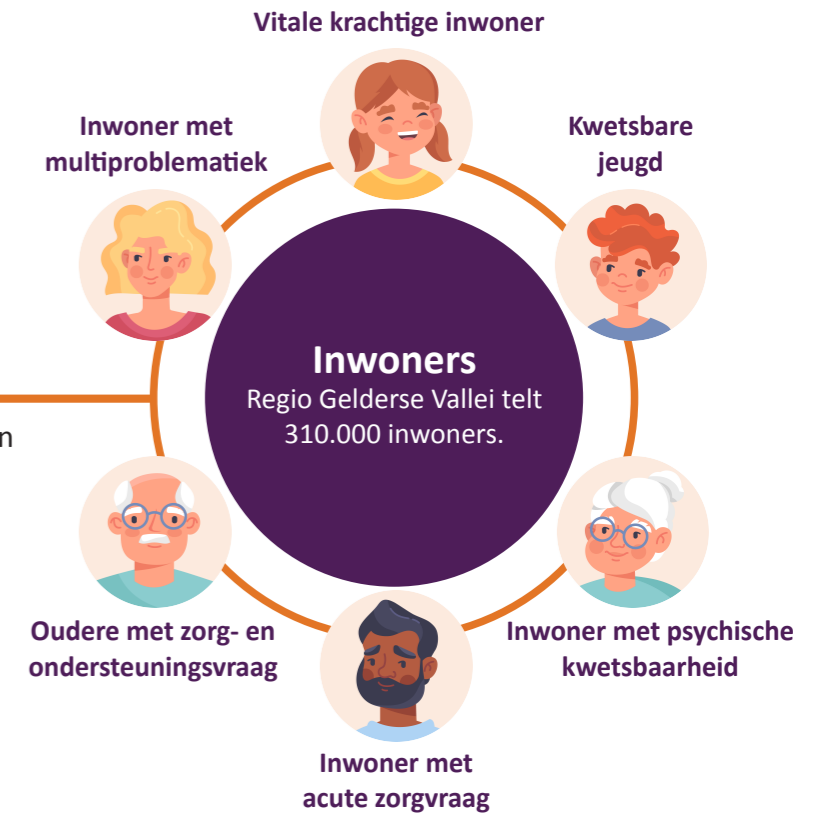 Vitale krachtige inwoner
Inwoner met
multiproblematiek
Kwetsbare
jeugd
Inwoners
Regio Gelderse Vallei telt
310.000 inwoners.
n
Oudere met zorg- en
ondersteuningsvraag
Inwoner met psychische
kwetsbaarheid
Inwoner met
acute zorgvraag